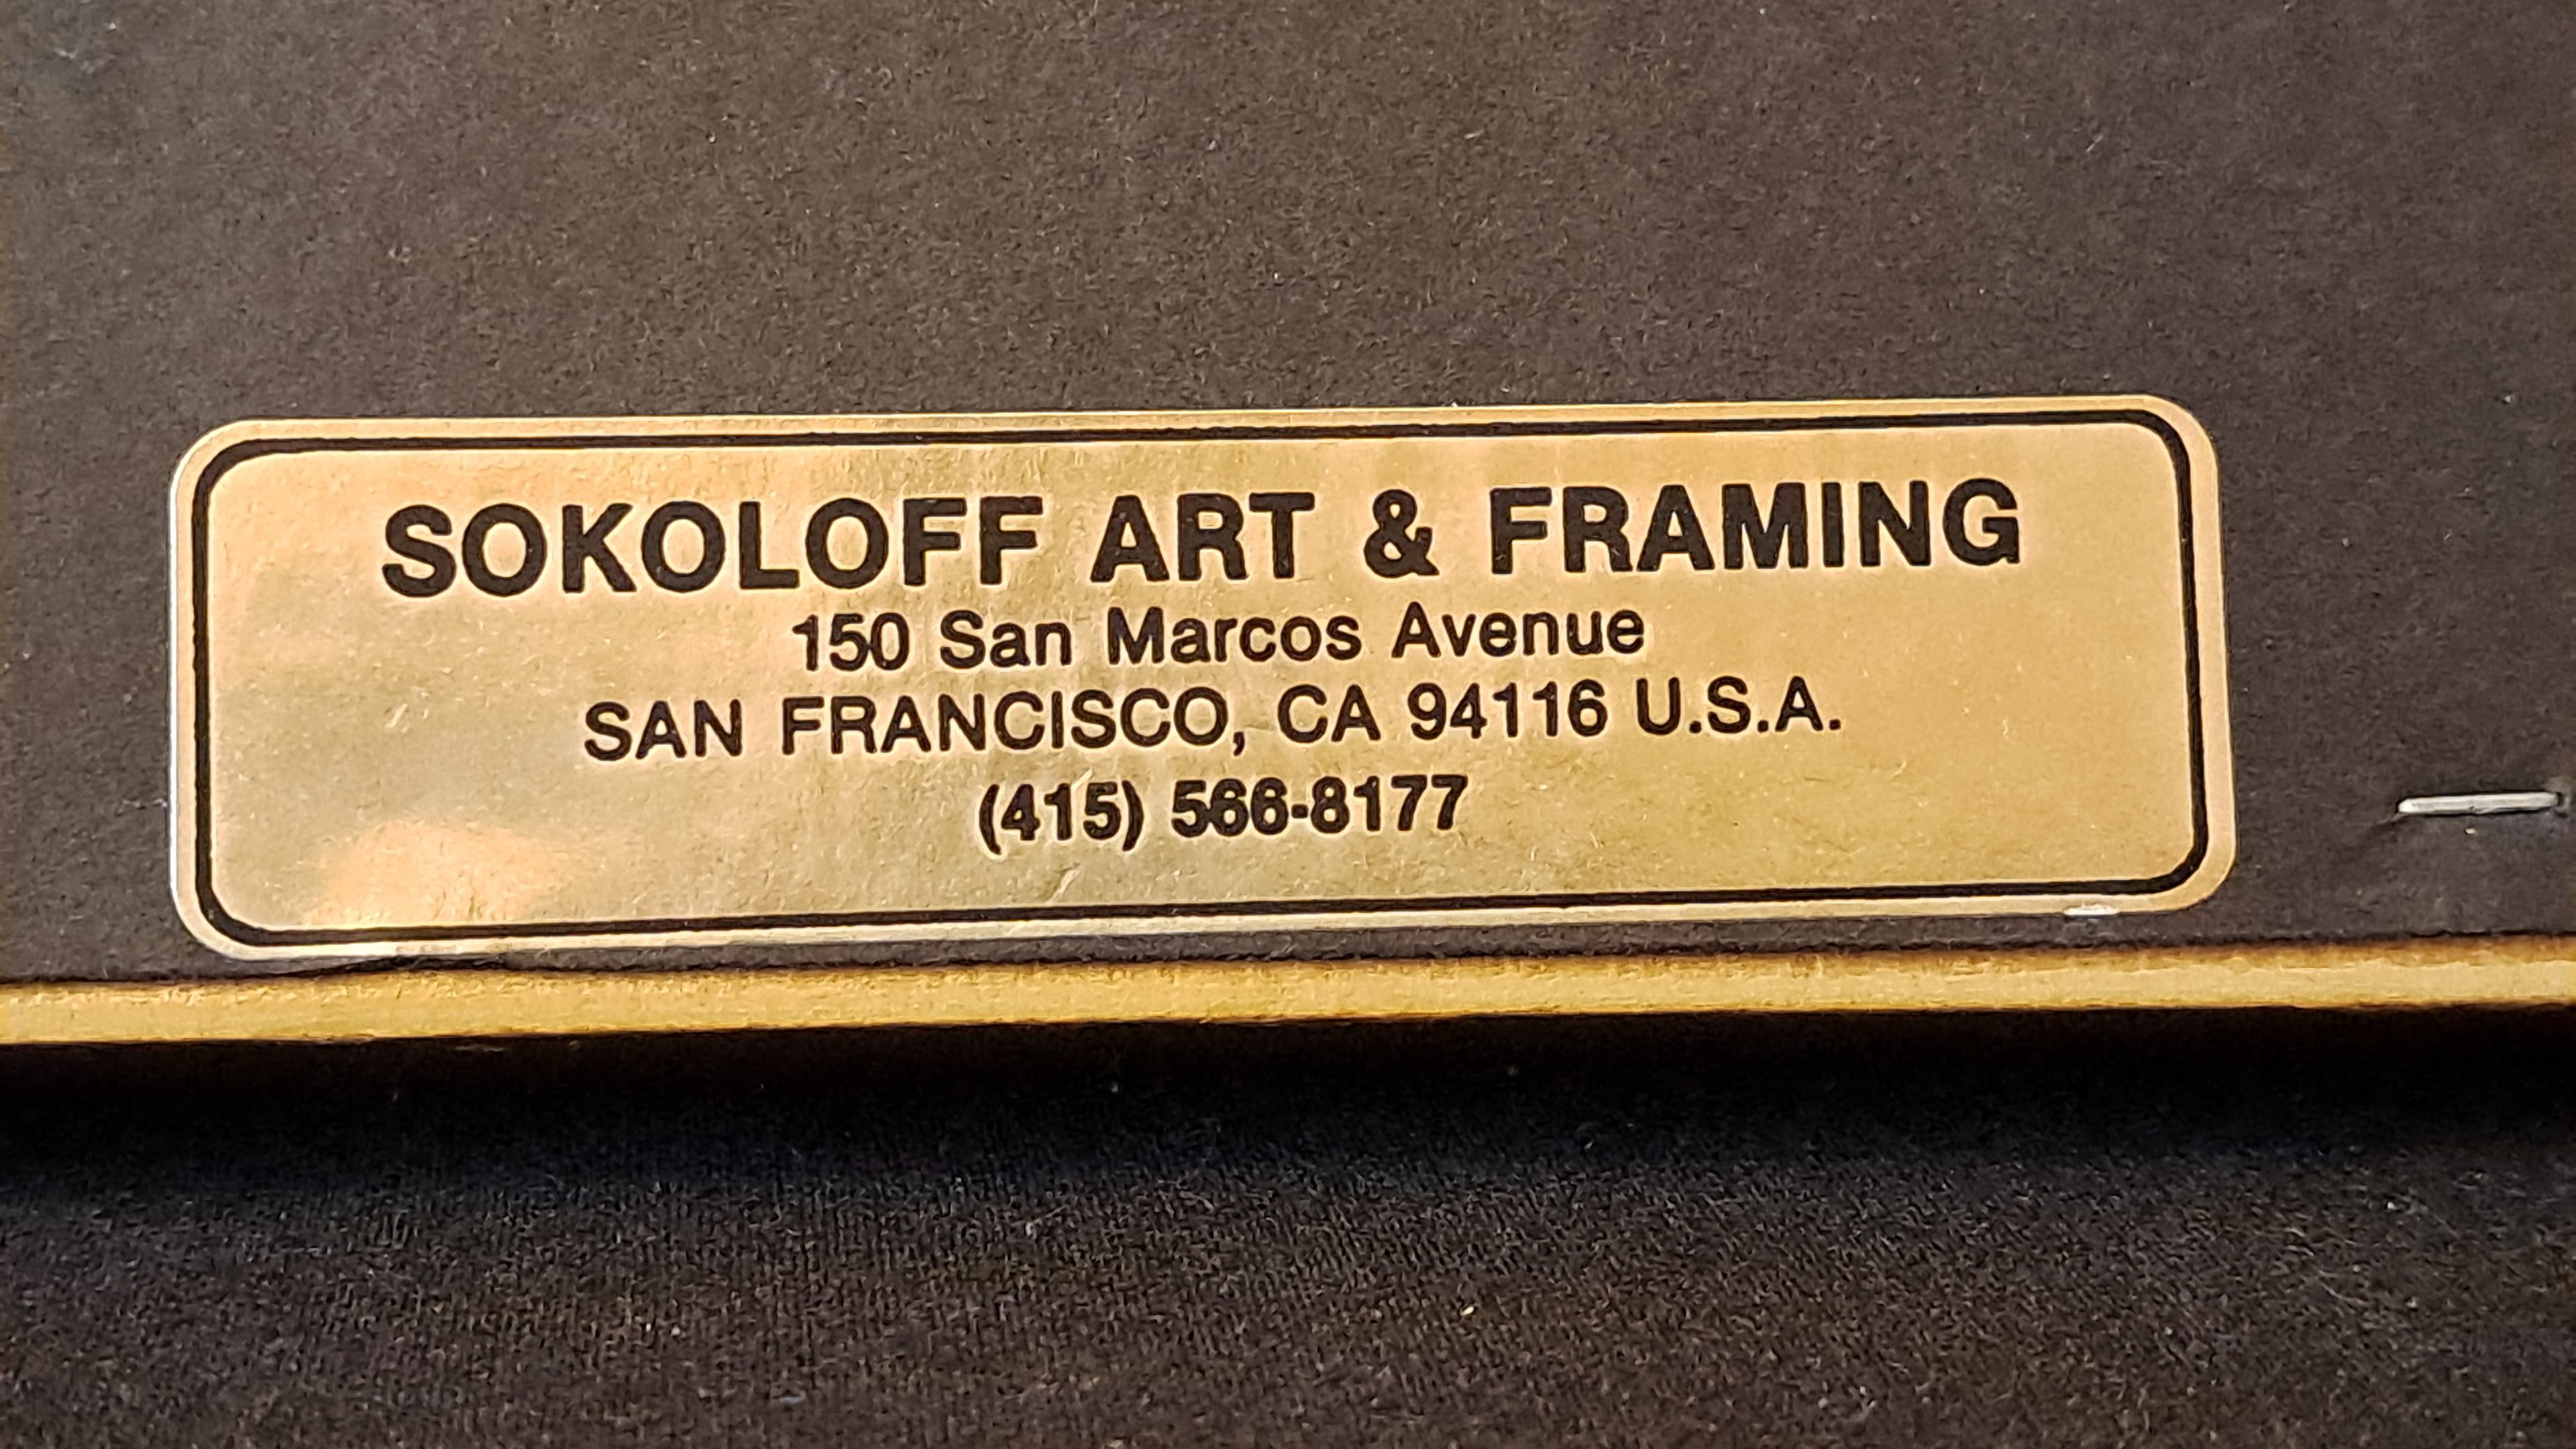 SOKOLOFF ART & FRAMING
150 San Marcos Avenue
SAN FRANCISCO, CA 94116 U.S.A.
(415) 566-8177